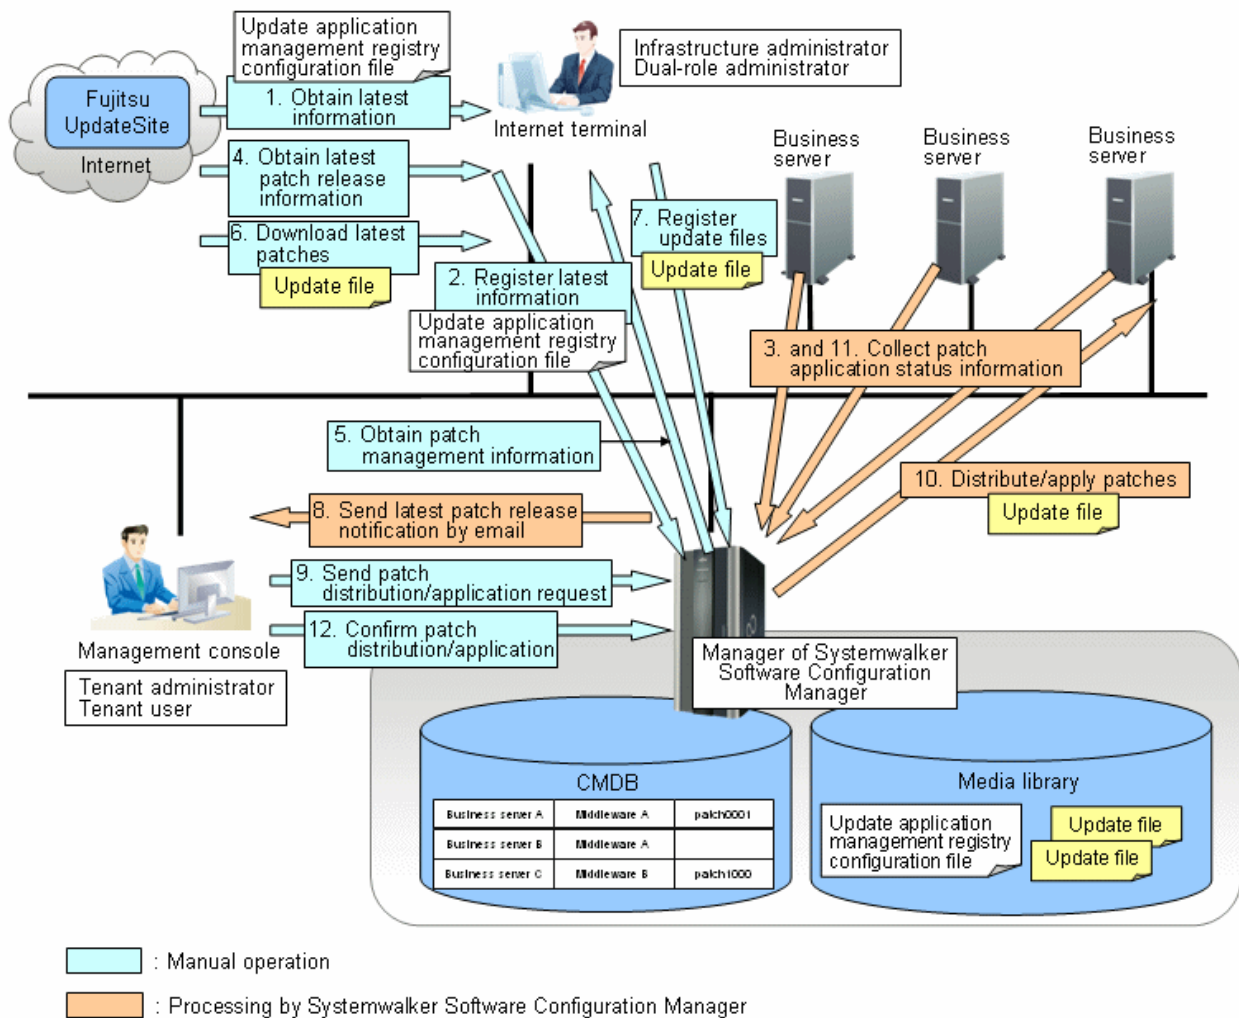 Update application
management registry
configuration file
Infrastructure administrator
Dual-role administrator
Fujitsu
UpdateSite
Internet
1. Obtain latest
information
Internet terminal
Business
server
Business
server
Business
server
4. Obtain latest
patch release
information
7. Register
update files
Update file
6. Download latest
patches
Update file
2. Register latest
information
Update application
management registry
configuration file
3. and 11. Collect patch
application status information
5. Obtain patch
management information
10. Distribute/apply patches
Update file
8. Send latest patch release
notification by email
9. Send patch
distribution/application request
12. Confirm patch
distribution/application
Management console
Tenant administrator
Tenant user
Manager of Systemwalker
Software Configuration
Manager
CMDB
Business server A Middleware A patch0001
Business server B Middleware A
Business server C Middleware B patch1000
Media library
Update application
management registry
configuration file
Update file
Update file
: Manual operation
: Processing by Systemwalker Software Configuration Manager